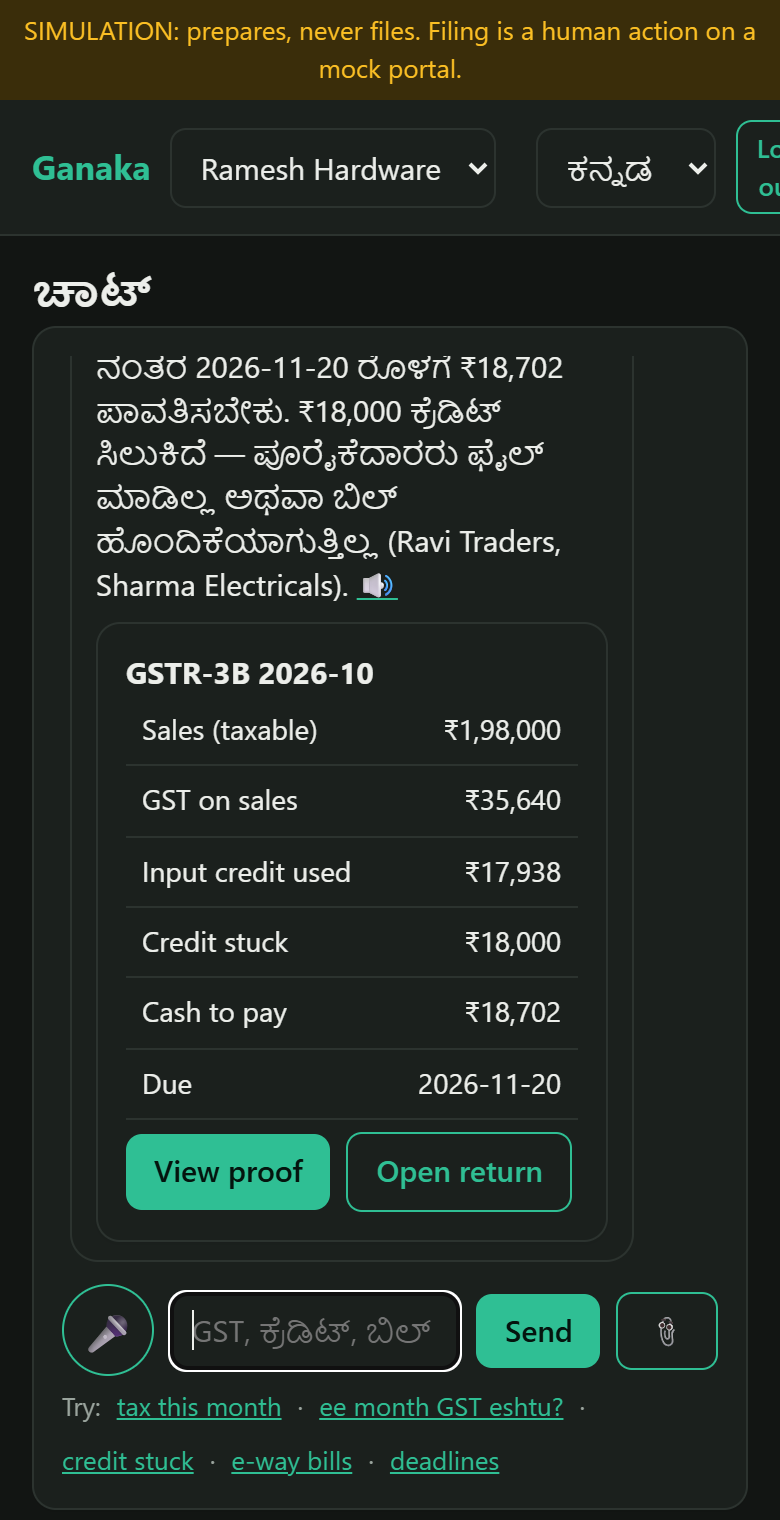 SIMULATION: prepares, never files. Filing is a human action on a
mock portal.
Ganaka
Ramesh Hardware
ಕನ್ನಡ
ಚಾಟ್
ನಂತರ 2026-11-20 ರೊಳಗೆ ₹18,702
ಪಾವತಿಸಬೇಕು. ₹18,000 ಕ್ರೆಡಿಟ್
ಸಿಲುಕಿದೆ — ಪೂರೈಕೆದಾರರು ಫೈಲ್
ಮಾಡಿಲ್ಲ ಅಥವಾ ಬಿಲ್
ಹೊಂದಿಕೆಯಾಗುತ್ತಿಲ್ಲ (Ravi Traders,
Sharma Electricals).
GSTR-3B 2026-10
Sales (taxable) ₹1,98,000
GST on sales ₹35,640
Input credit used ₹17,938
Credit stuck ₹18,000
Cash to pay ₹18,702
Due 2026-11-20
View proof Open return
GST, ಕ್ರೆಡಿಟ್, ಬಿಲ್
Send
Try: tax this month · ee month GST eshtu? ·
credit stuck · e-way bills · deadlines